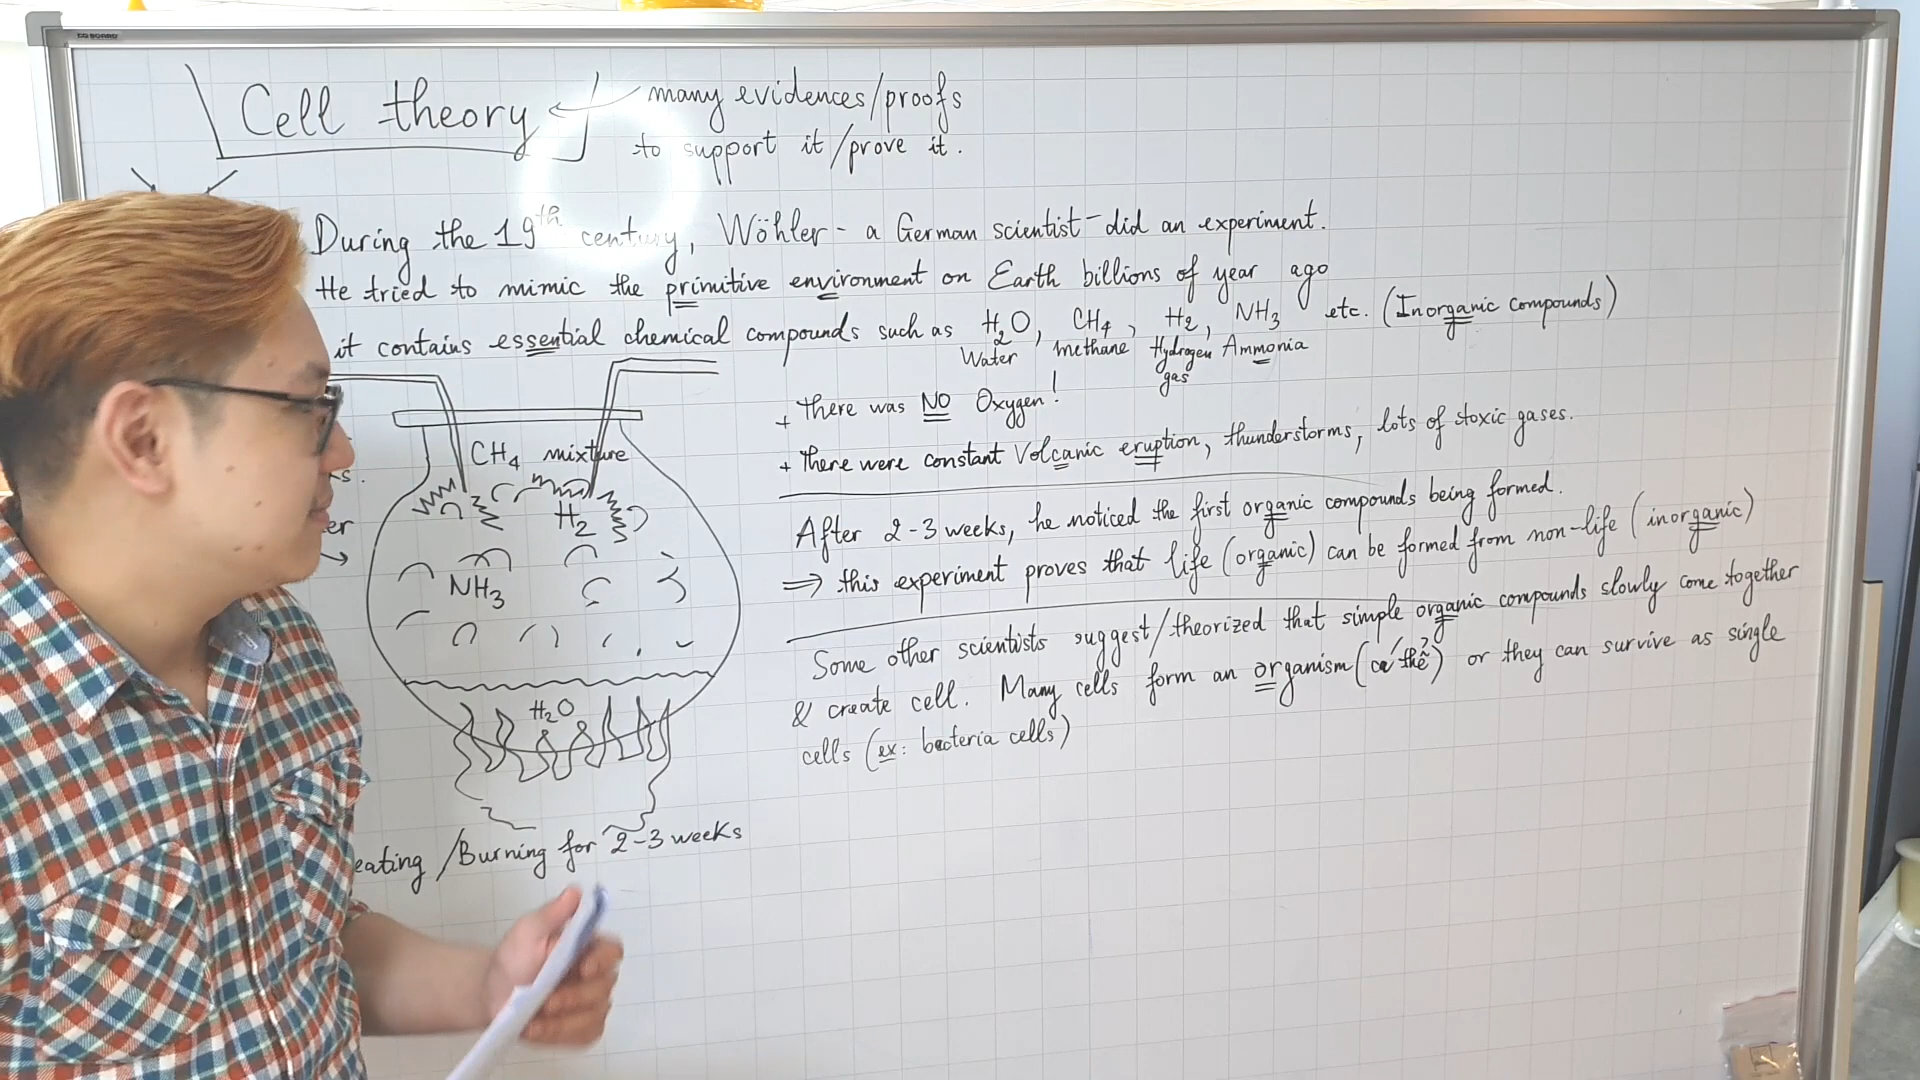 Cell theory
many evidences/proofs
to support it/prove it.
During the 19th century, Wöhler - a German scientist - did an experiment.
He tried to mimic the primitive environment on Earth billions of year ago
it contains essential chemical compounds such as H2O, CH4, H2, NH3 etc. (Inorganic compounds)
Water methane Hydrogen gas Ammonia
+ there was NO Oxygen!
+ there were constant Volcanic eruption, thunderstorms, lots of toxic gases.
After 2-3 weeks, he noticed the first organic compounds being formed.
⇒ this experiment proves that life (organic) can be formed from non-life (inorganic)
Some other scientists suggest/theorized that simple organic compounds slowly come together
& create cell. Many cells form an organism (cá thể) or they can survive as single
cells (ex: bacteria cells)
CH4 mixture
H2
NH3
H2O
eating /Burning for 2-3 weeks